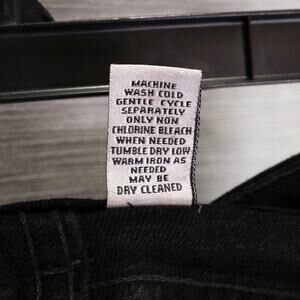 MACHINE
WASH COLD
GENTLE CYCLE
SEPARATELY
ONLY NON
CHLORINE BLEACH
WHEN NEEDED
TUMBLE DRY LOW
WARM IRON AS
NEEDED
MAY BE
DRY CLEANED